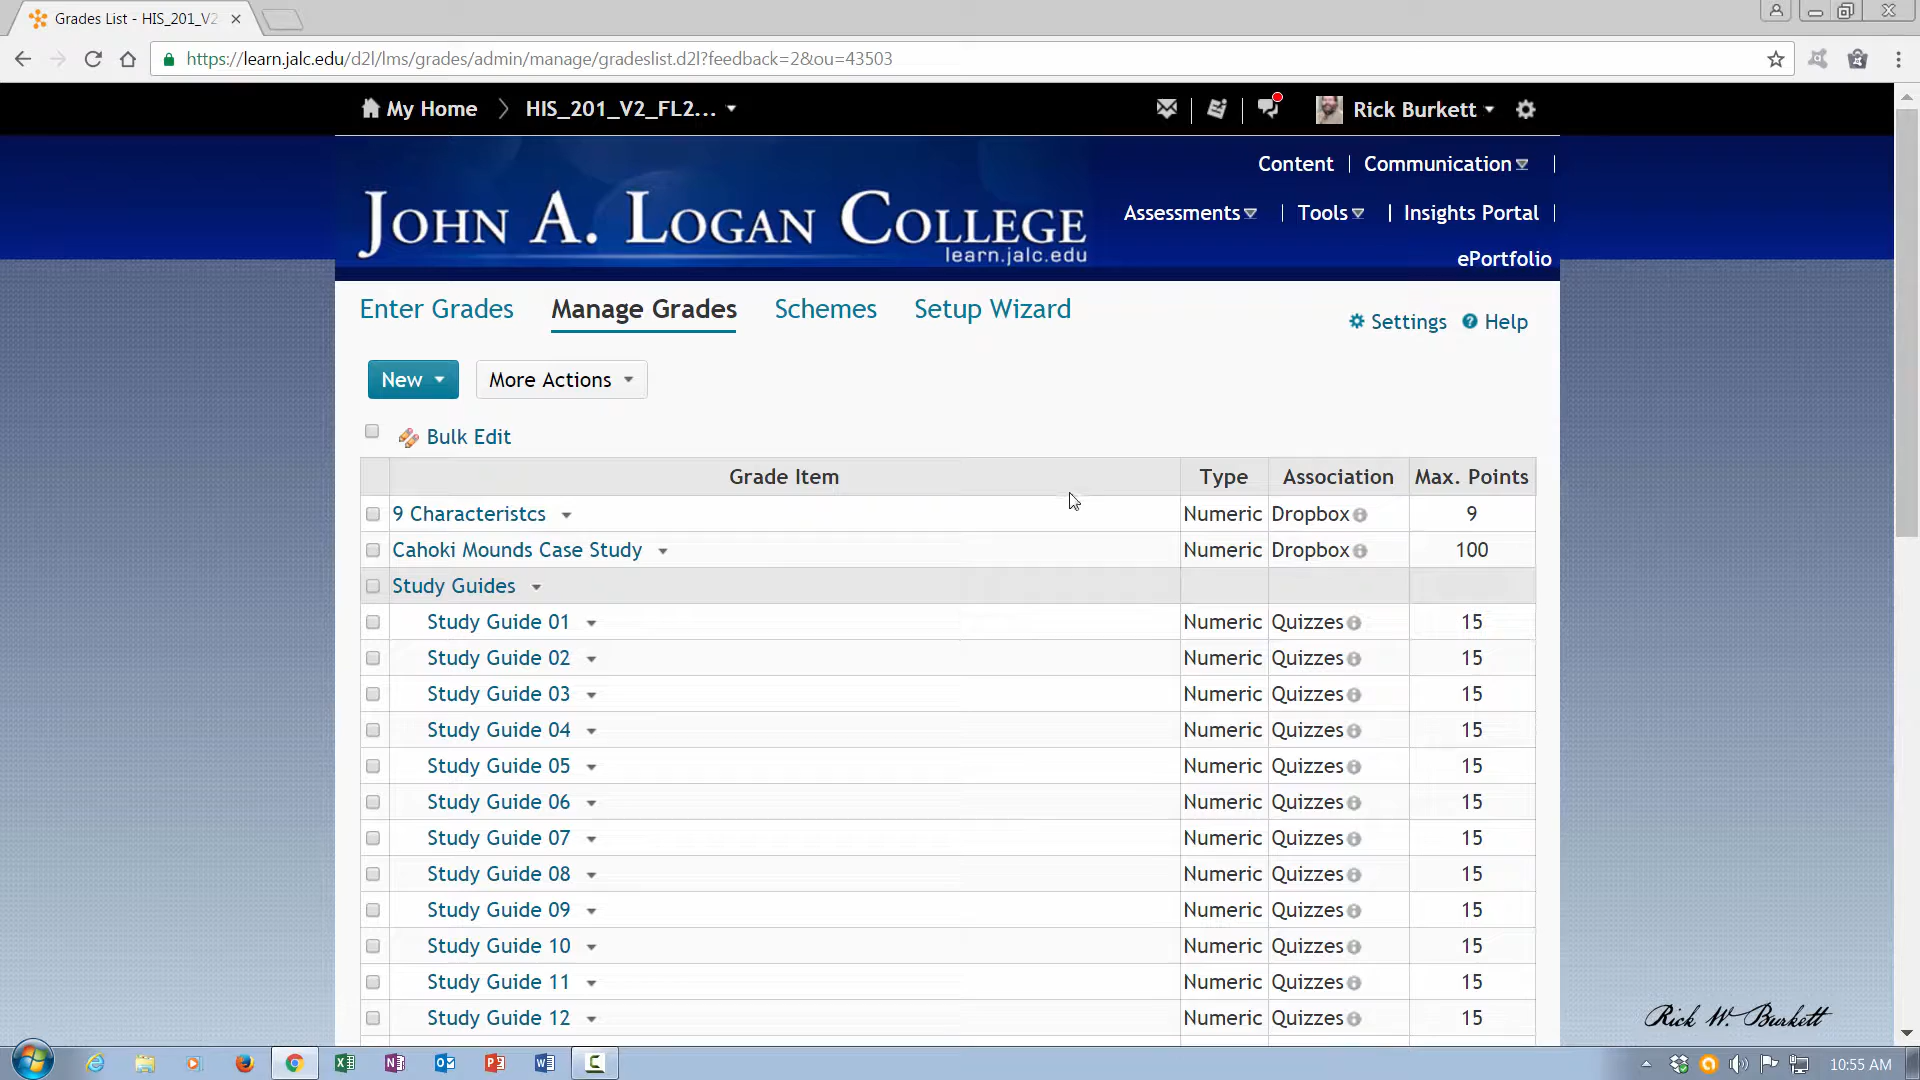 Grades List - HIS_201_V2
https://learn.jalc.edu/d2l/lms/grades/admin/manage/gradeslist.d2l?feedback=2&ou=43503
My Home HIS_201_V2_FL2... Rick Burkett
Content Communication
JOHN A. LOGAN COLLEGE
learn.jalc.edu
Assessments Tools Insights Portal
ePortfolio
Enter Grades Manage Grades Schemes Setup Wizard Settings Help
New More Actions
Bulk Edit
Grade Item Type Association Max. Points
9 Characteristcs Numeric Dropbox 9
Cahoki Mounds Case Study Numeric Dropbox 100
Study Guides
Study Guide 01 Numeric Quizzes 15
Study Guide 02 Numeric Quizzes 15
Study Guide 03 Numeric Quizzes 15
Study Guide 04 Numeric Quizzes 15
Study Guide 05 Numeric Quizzes 15
Study Guide 06 Numeric Quizzes 15
Study Guide 07 Numeric Quizzes 15
Study Guide 08 Numeric Quizzes 15
Study Guide 09 Numeric Quizzes 15
Study Guide 10 Numeric Quizzes 15
Study Guide 11 Numeric Quizzes 15
Study Guide 12 Numeric Quizzes 15
Rick W. Burkett
10:55 AM